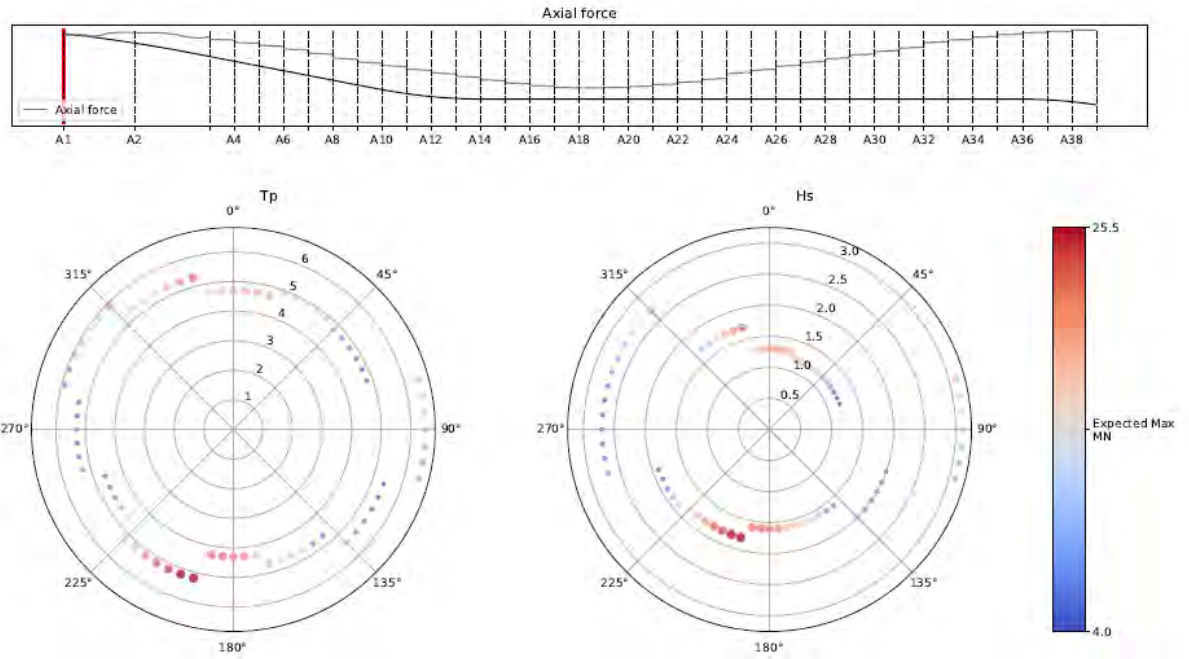 Axial force
Axial force
A1 A2 A4 A6 A8 A10 A12 A14 A16 A18 A20 A22 A24 A26 A28 A30 A32 A34 A36 A38
Tp Hs
0° 0°
315° 45° 315° 45°
6
5
4
3
2
1
3.0
2.5
2.0
1.5
1.0
0.5
25.5
270° 90° 270° 90°
Expected Max
MN
225° 135° 225° 135°
4.0
180° 180°